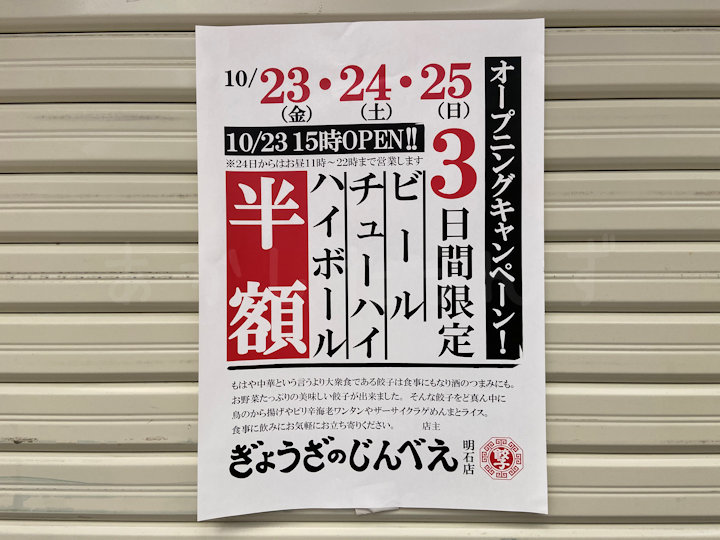 10/23・24・25
(金)(土)(日)
オープニングキャンペーン!
3日間限定
10/23 15時OPEN!!
※24日からはお昼11時～22時まで営業します
ビール
チューハイ
ハイボール
半額
もはや中華という言うより大衆食である餃子は食事にもなり酒のつまみにも。
お野菜たっぷりの美味しい餃子が出来ました。そんな餃子をど真ん中に
鳥のから揚げやピリ辛海老ワンタンやザーサイクラゲめんまとライス。
食事に飲みにお気軽にお立ち寄りください。 店主
ぎょうざのじんべえ 明石店